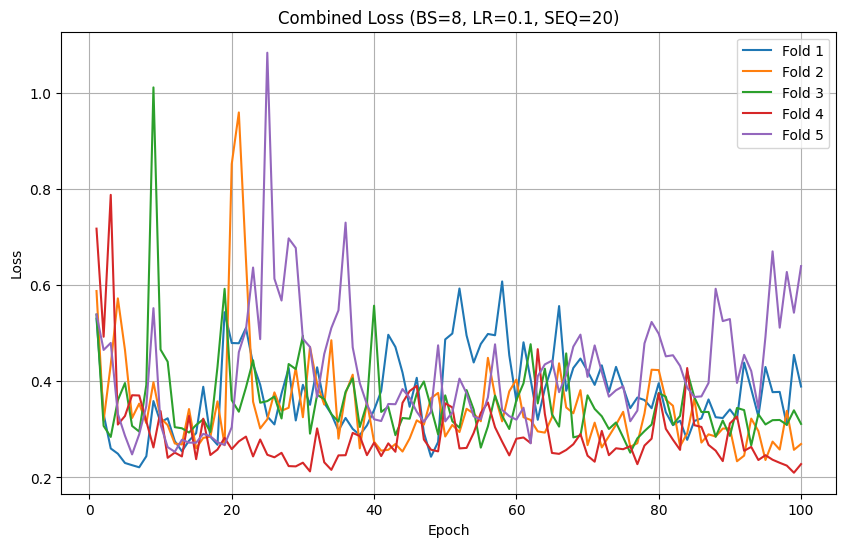 Combined Loss (BS=8, LR=0.1, SEQ=20)
Fold 1
Fold 2
Fold 3
Fold 4
Fold 5
1.0
0.8
0.6
0.4
0.2
Loss
0
20
40
60
80
100
Epoch